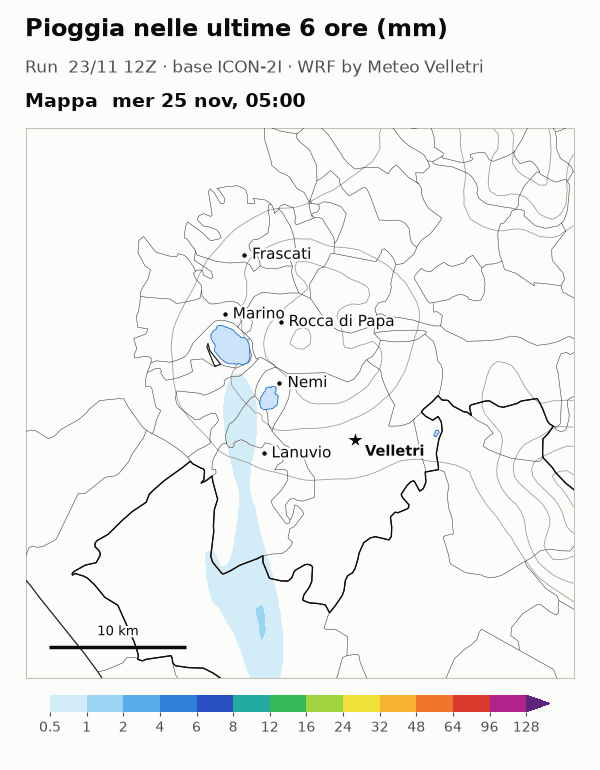 Pioggia nelle ultime 6 ore (mm)
Run  23/11 12Z · base ICON-2I · WRF by Meteo Velletri
Mappa  mer 25 nov, 05:00
Frascati
Marino
Rocca di Papa
Nemi
Velletri
Lanuvio
10 km
0.5 1 2 4 6 8 12 16 24 32 48 64 96 128